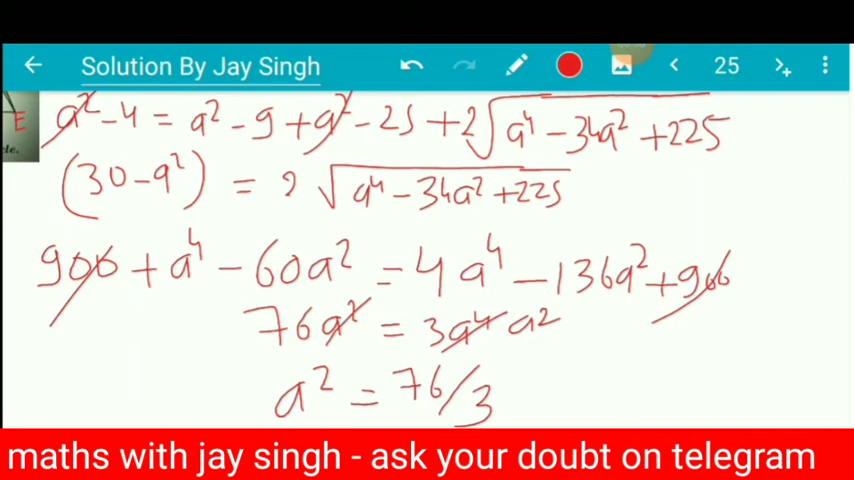 Solution By Jay Singh
25
E
a² - 4 = a² - 9 + a² - 25 + 2√(a⁴ - 34a² + 225)
(30 - a²) = 2√(a⁴ - 34a² + 225)
900 + a⁴ - 60a² = 4a⁴ - 136a² + 900
76a² = 3a⁴ a²
a² = 76/3
maths with jay singh - ask your doubt on telegram